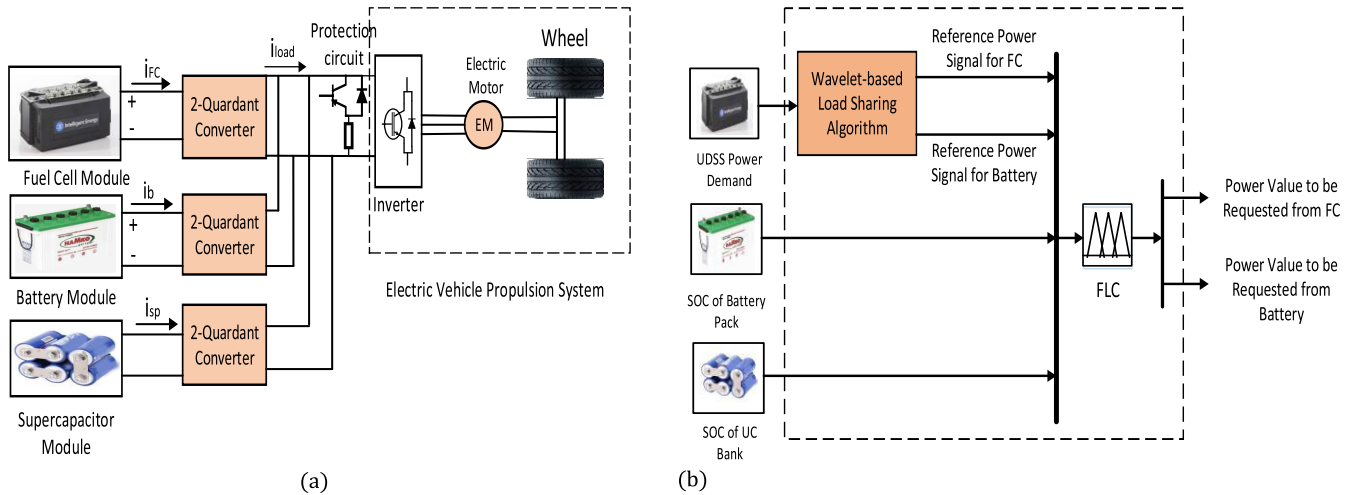 Protection
circuit
iload
iFC
+
-
2-Quardant
Converter
intelligent Energy
Fuel Cell Module
Inverter
Electric
Motor
EM
Wheel
Electric Vehicle Propulsion System
ib
+
-
2-Quardant
Converter
HAMKO
Battery Module
isp
2-Quardant
Converter
Supercapacitor
Module
(a)
(b)
UDSS Power
Demand
Wavelet-based
Load Sharing
Algorithm
Reference Power
Signal for FC
Reference Power
Signal for Battery
SOC of Battery
Pack
SOC of UC
Bank
FLC
Power Value to be
Requested from FC
Power Value to be
Requested from
Battery